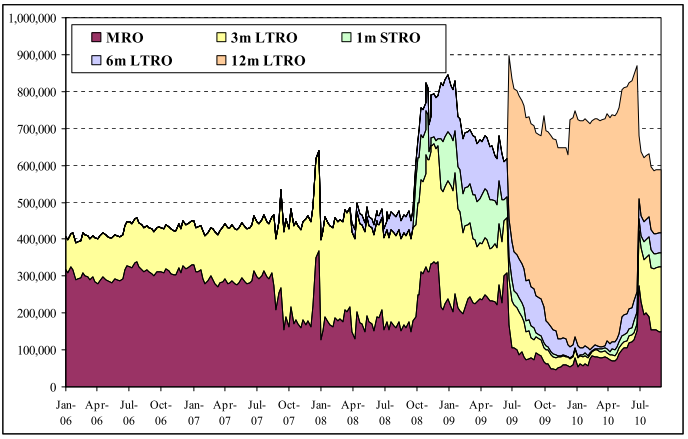 1,000,000
900,000
800,000
700,000
600,000
500,000
400,000
300,000
200,000
100,000
0
MRO 3m LTRO 1m STRO
6m LTRO 12m LTRO
Jan- Apr- Jul- Oct- Jan- Apr- Jul- Oct- Jan- Apr- Jul- Oct- Jan- Apr- Jul- Oct- Jan- Apr- Jul-
06 06 06 06 07 07 07 07 08 08 08 08 09 09 09 09 10 10 10